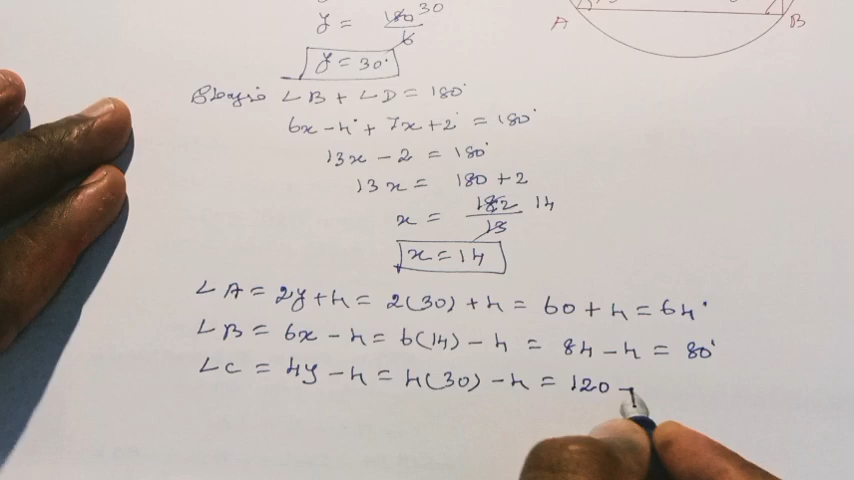 y = 180 30
6
y = 30°
A B
∠B + ∠D = 180°
6x - 4° + 7x + 2° = 180°
13x - 2 = 180°
13x = 180 + 2
x = 182 14
13
x = 14
∠A = 2y + 4 = 2(30) + 4 = 60 + 4 = 64°
∠B = 6x - 4 = 6(14) - 4 = 84 - 4 = 80°
∠C = 4y - 4 = 4(30) - 4 = 120 -